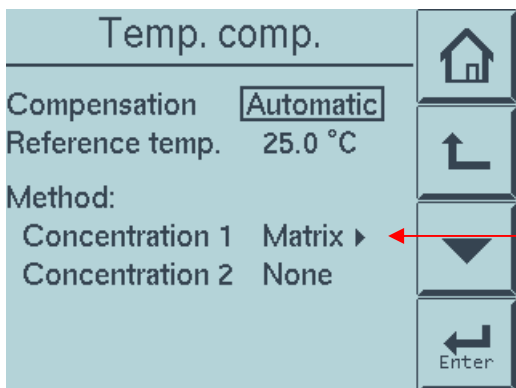 Temp. comp.
Compensation Automatic
Reference temp. 25.0 °C
Method:
Concentration 1 Matrix ▸
Concentration 2 None
Enter